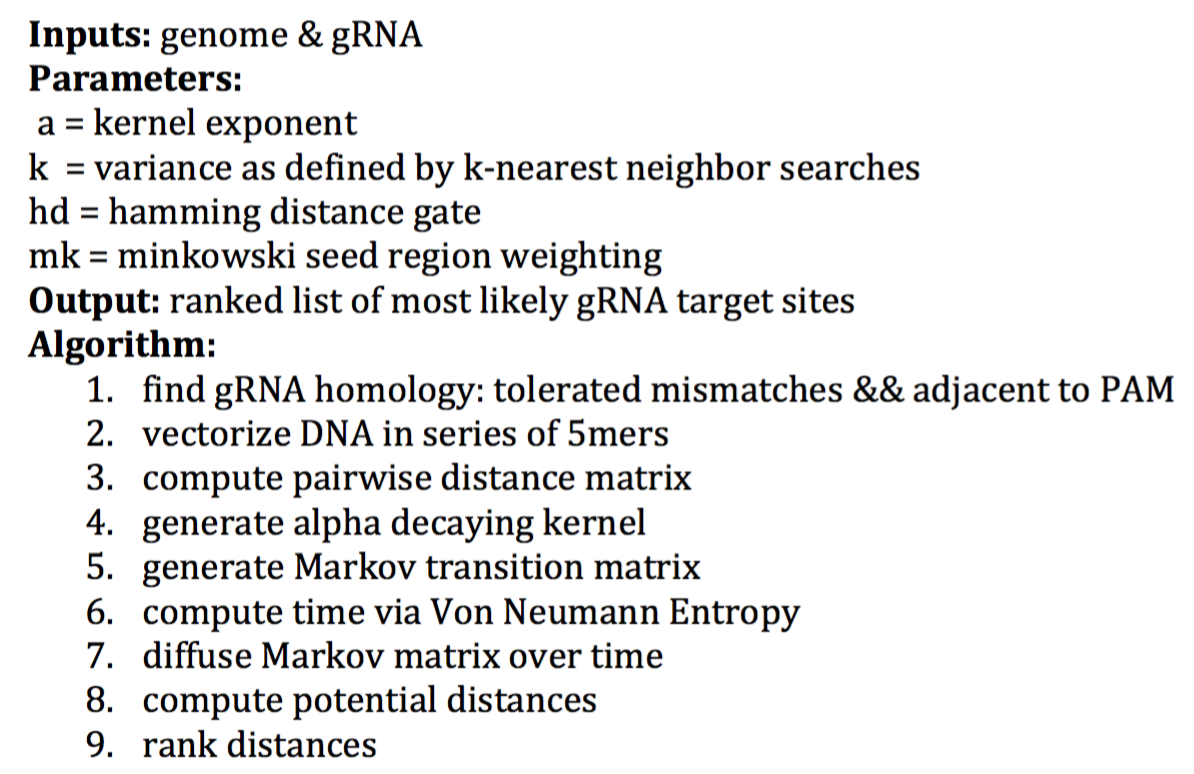 Inputs: genome & gRNA
Parameters:
a = kernel exponent
k = variance as defined by k-nearest neighbor searches
hd = hamming distance gate
mk = minkowski seed region weighting
Output: ranked list of most likely gRNA target sites
Algorithm:
1. find gRNA homology: tolerated mismatches && adjacent to PAM
2. vectorize DNA in series of 5mers
3. compute pairwise distance matrix
4. generate alpha decaying kernel
5. generate Markov transition matrix
6. compute time via Von Neumann Entropy
7. diffuse Markov matrix over time
8. compute potential distances
9. rank distances